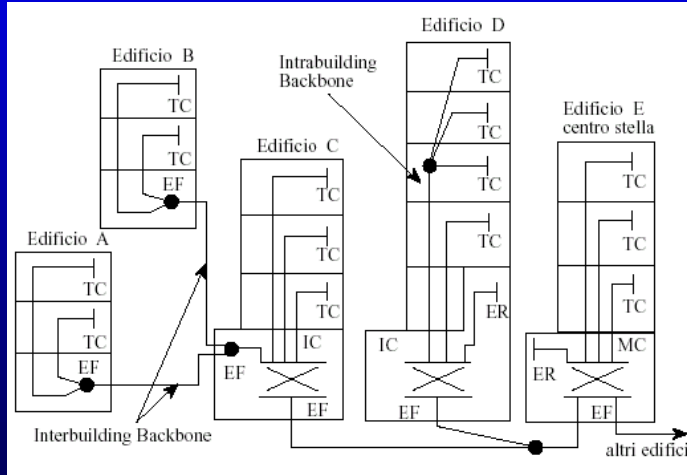 Edificio D
Edificio B
Intrabuilding
Backbone
TC
TC
EF
TC
TC
TC
TC
ER
IC
EF
Edificio E
centro stella
TC
TC
TC
MC
ER
EF
Edificio C
TC
TC
TC
IC
EF
EF
Edificio A
TC
TC
EF
Interbuilding Backbone
altri edifici